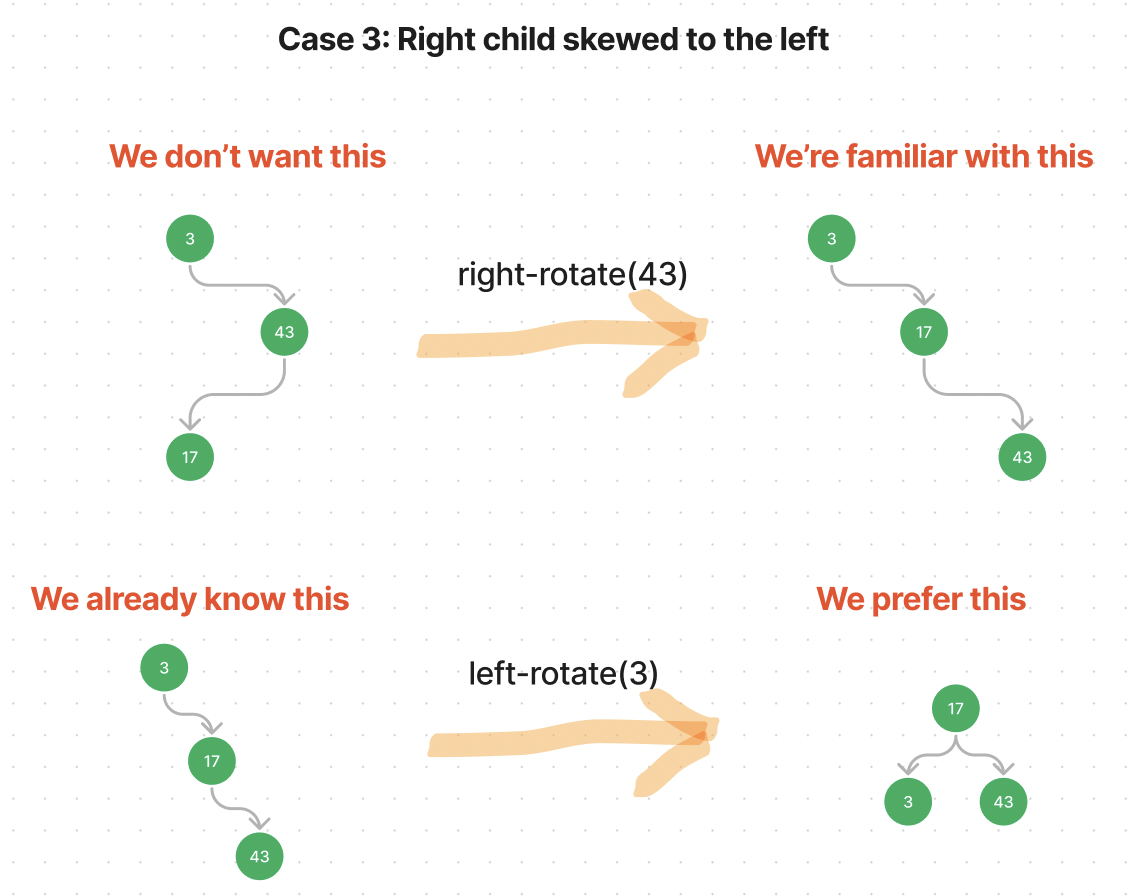 Case 3: Right child skewed to the left
We don’t want this
We’re familiar with this
3
3
right-rotate(43)
43
17
17
43
We already know this
We prefer this
3
left-rotate(3)
17
17
3
43
43